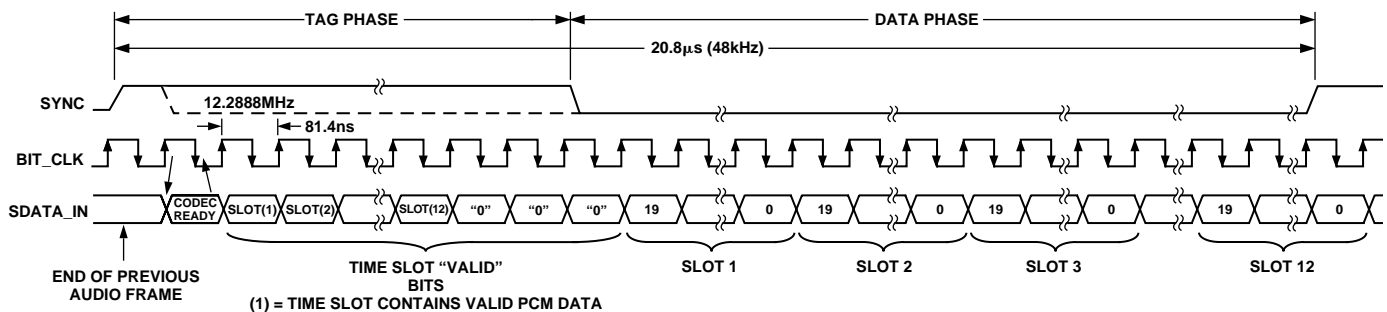 TAG PHASE
DATA PHASE
20.8μs (48kHz)
SYNC
12.2888MHz
81.4ns
BIT_CLK
SDATA_IN
CODEC
READY
SLOT(1)
SLOT(2)
SLOT(12)
“0”
“0”
“0”
19
0
19
0
19
0
19
0
END OF PREVIOUS
AUDIO FRAME
TIME SLOT “VALID”
BITS
(1) = TIME SLOT CONTAINS VALID PCM DATA
SLOT 1
SLOT 2
SLOT 3
SLOT 12